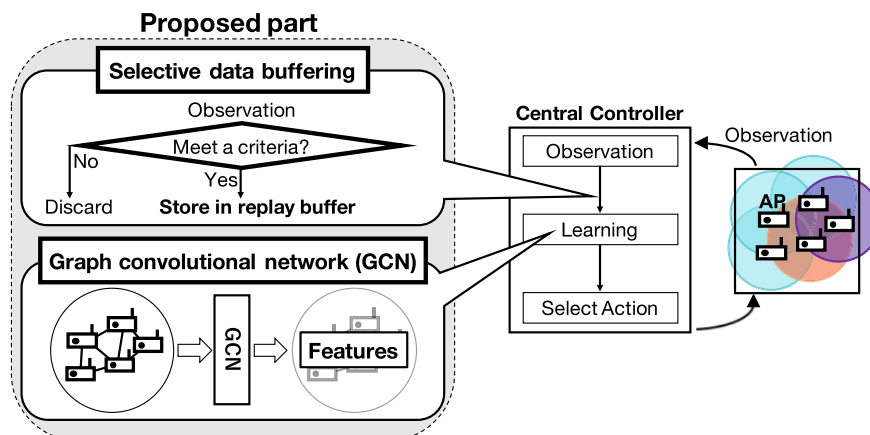 Proposed part
Selective data buffering
Observation
Meet a criteria?
No
Yes
Discard
Store in replay buffer
Graph convolutional network (GCN)
GCN
Features
Central Controller
Observation
Learning
Select Action
Observation
AP